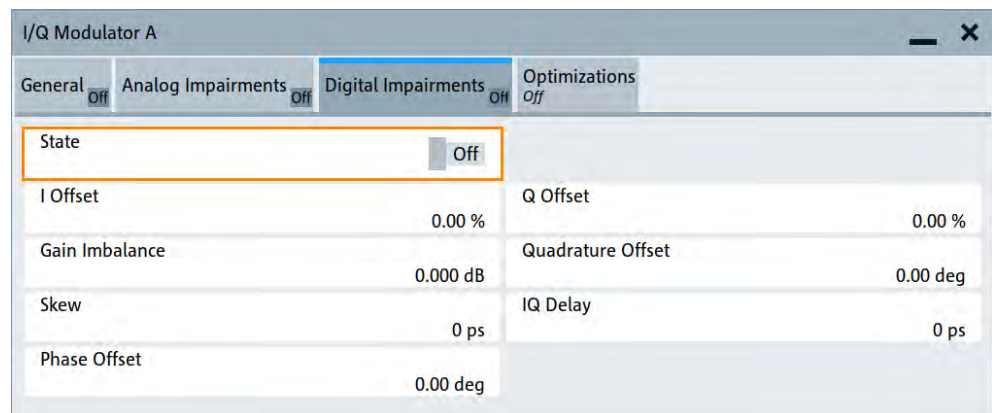 I/Q Modulator A
General Off Analog Impairments Off Digital Impairments Off Optimizations
Off
State
Off
I Offset Q Offset
0.00 % 0.00 %
Gain Imbalance Quadrature Offset
0.000 dB 0.00 deg
Skew IQ Delay
0 ps 0 ps
Phase Offset
0.00 deg